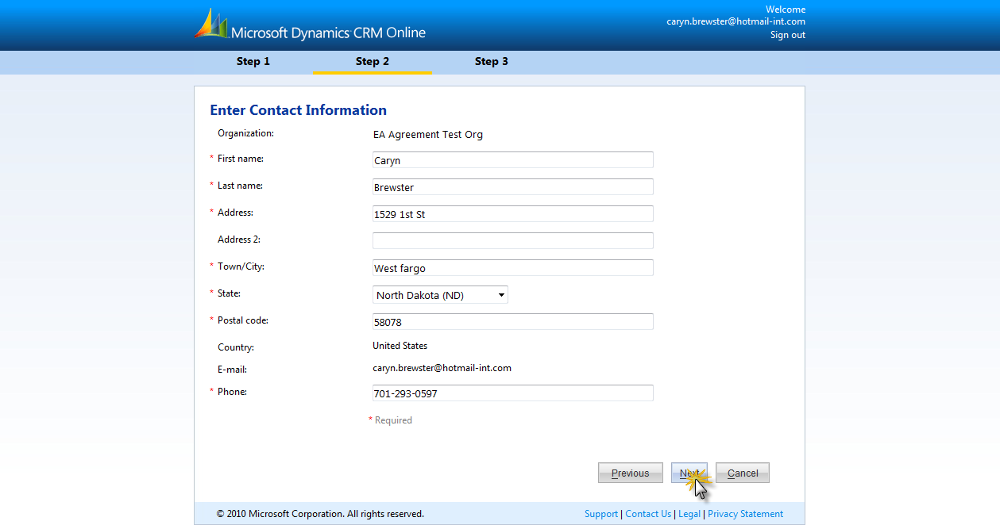 Welcome
caryn.brewster@hotmail-int.com
Sign out
Microsoft Dynamics CRM Online
Step 1 Step 2 Step 3
Enter Contact Information
Organization: EA Agreement Test Org
* First name: Caryn
* Last name: Brewster
* Address: 1529 1st St
Address 2:
* Town/City: West fargo
* State: North Dakota (ND)
* Postal code: 58078
Country: United States
E-mail: caryn.brewster@hotmail-int.com
* Phone: 701-293-0597
* Required
Previous Next Cancel
© 2010 Microsoft Corporation. All rights reserved. Support | Contact Us | Legal | Privacy Statement